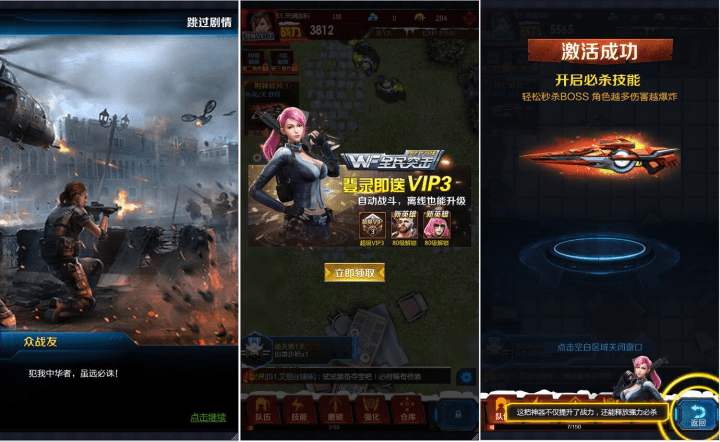 跳过剧情
众战友
犯我中华者，虽远必诛！
点击继续
战力 3812
0
284
WF 全民突击
登录即送VIP3
自动战斗，离线也能升级
新英雄
新英雄
超级VIP3
80级解锁
80级解锁
立即领取
队伍
技能
强化
仓库
5565
激活成功
开启必杀技能
轻松秒杀BOSS 角色越多伤害越爆炸
点击空白区域关闭窗口
这把神器不仅提升了战力，还能释放强力必杀
返回
7/150